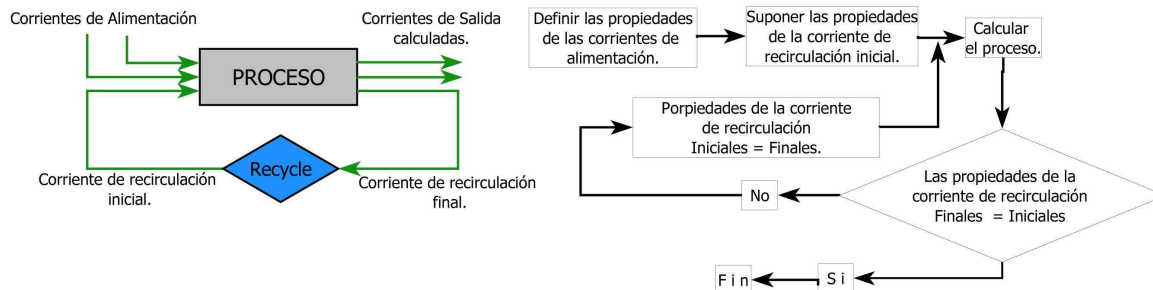 Corrientes de Alimentación
Corrientes de Salida
calculadas.
PROCESO
Recycle
Corriente de recirculación
inicial.
Corriente de recirculación
final.
Definir las propiedades
de las corrientes de
alimentación.
Suponer las propiedades
de la corriente de
recirculación inicial.
Calcular
el proceso.
Porpiedades de la corriente
de recirculación
Iniciales = Finales.
Las propiedades de la
corriente de recirculación
Finales = Iniciales
No
Si
Fin